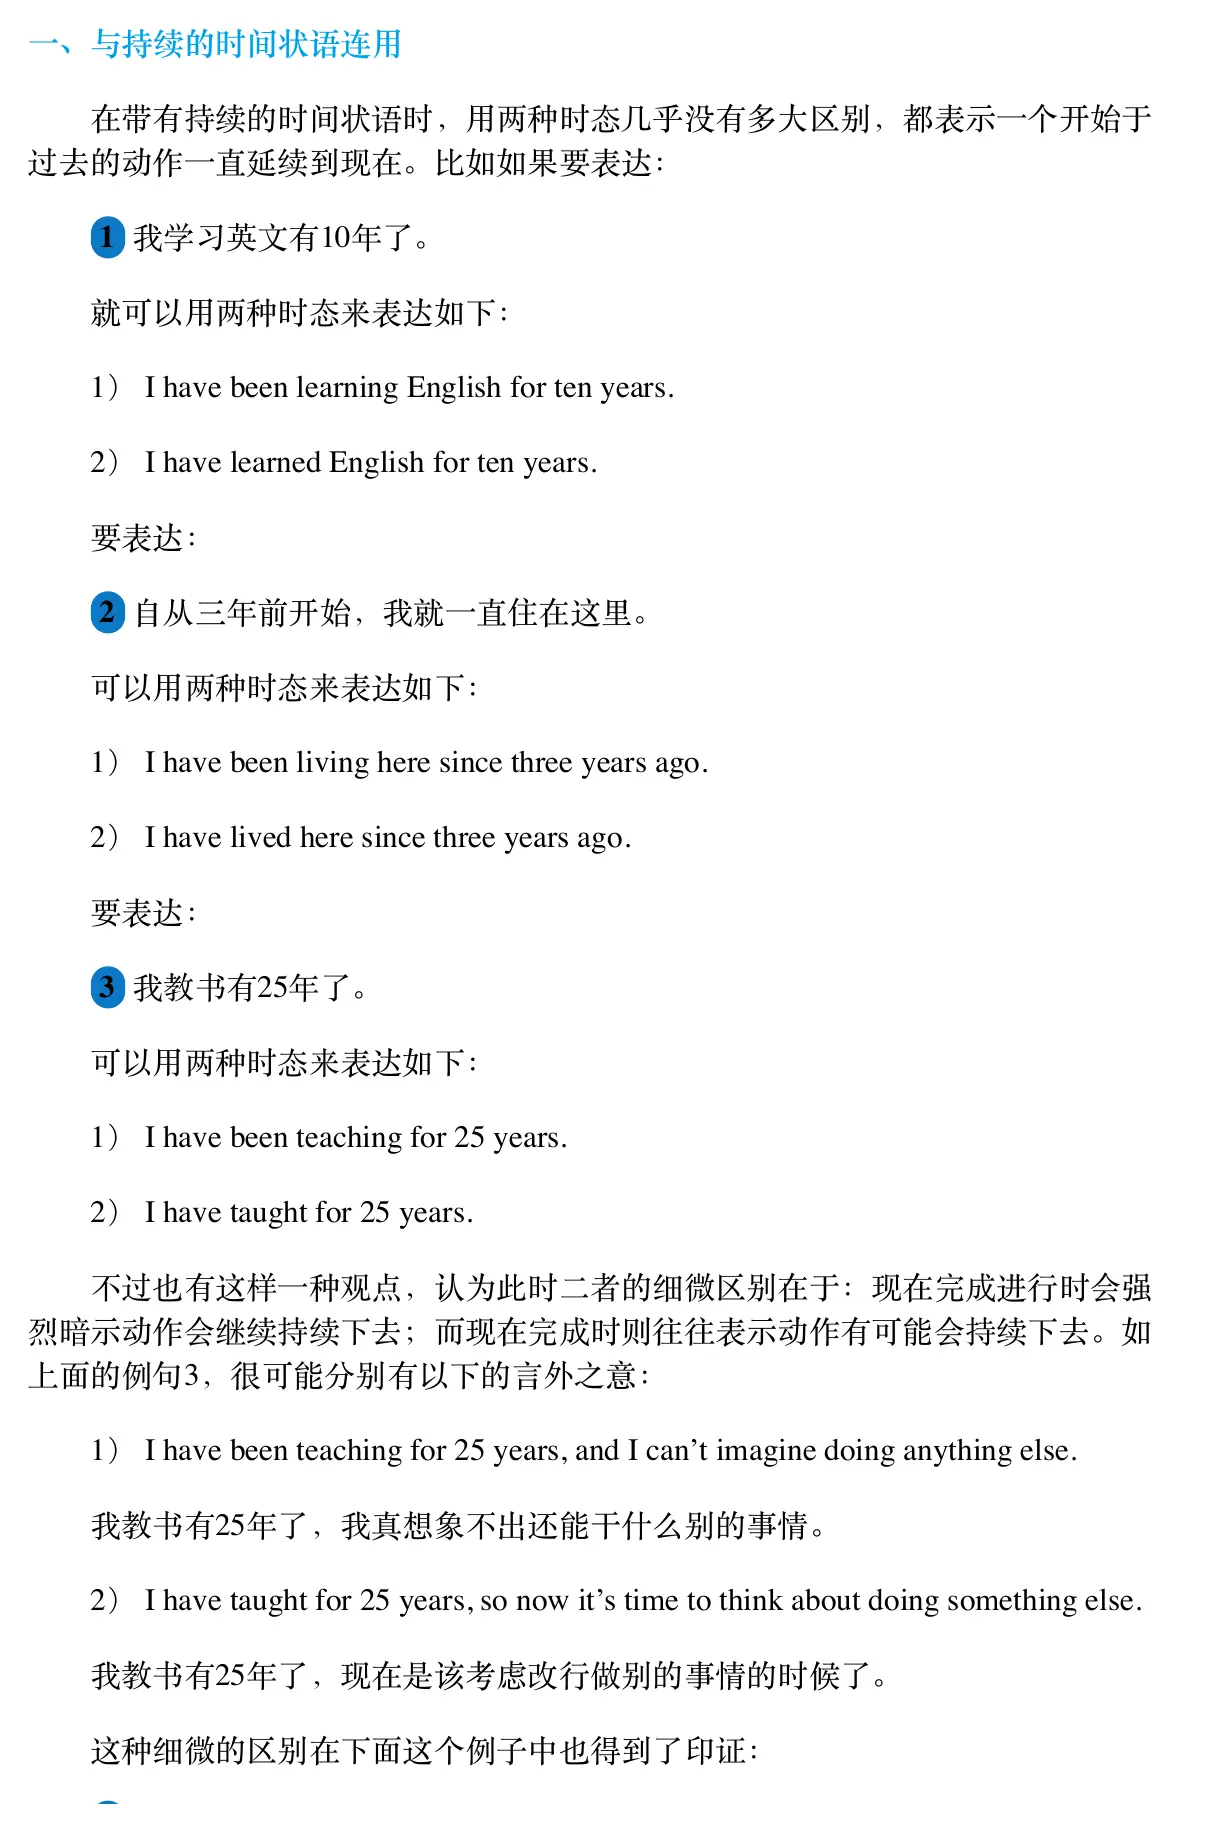 一、与持续的时间状语连用
在带有持续的时间状语时，用两种时态几乎没有多大区别，都表示一个开始于
过去的动作一直延续到现在。比如如果要表达：
1 我学习英文有10年了。
就可以用两种时态来表达如下：
1） I have been learning English for ten years.
2） I have learned English for ten years.
要表达：
2 自从三年前开始，我就一直住在这里。
可以用两种时态来表达如下：
1） I have been living here since three years ago.
2） I have lived here since three years ago.
要表达：
3 我教书有25年了。
可以用两种时态来表达如下：
1） I have been teaching for 25 years.
2） I have taught for 25 years.
不过也有这样一种观点，认为此时二者的细微区别在于：现在完成进行时会强
烈暗示动作会继续持续下去；而现在完成时则往往表示动作有可能会持续下去。如
上面的例句3，很可能分别有以下的言外之意：
1） I have been teaching for 25 years, and I can’t imagine doing anything else.
我教书有25年了，我真想象不出还能干什么别的事情。
2） I have taught for 25 years, so now it’s time to think about doing something else.
我教书有25年了，现在是该考虑改行做别的事情的时候了。
这种细微的区别在下面这个例子中也得到了印证：